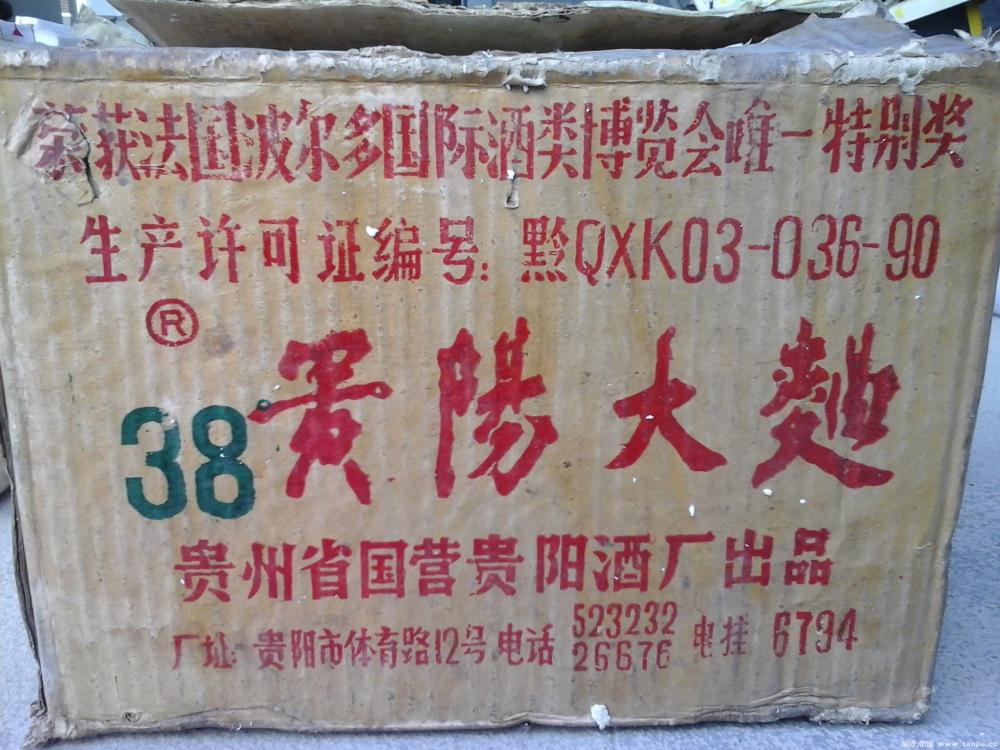 荣获法国波尔多国际酒类博览会唯一特别奖
生产许可证编号: 黔QXK03-036-90
®
38 貴陽大麯
贵州省国营贵阳酒厂出品
厂址: 贵阳市体育路12号 电话 523232 26676 电挂 6794